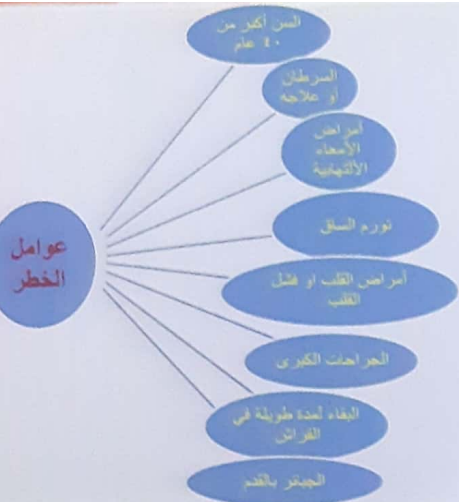 السن أكبر من
٤٠ عام
السرطان
أو علاجه
أمراض
الأمعاء
الألتهابية
تورم الساق
أمراض القلب او فشل
القلب
الجراحات الكبرى
البقاء لمدة طويلة في
الفراش
الجبائر بالقدم
عوامل
الخطر